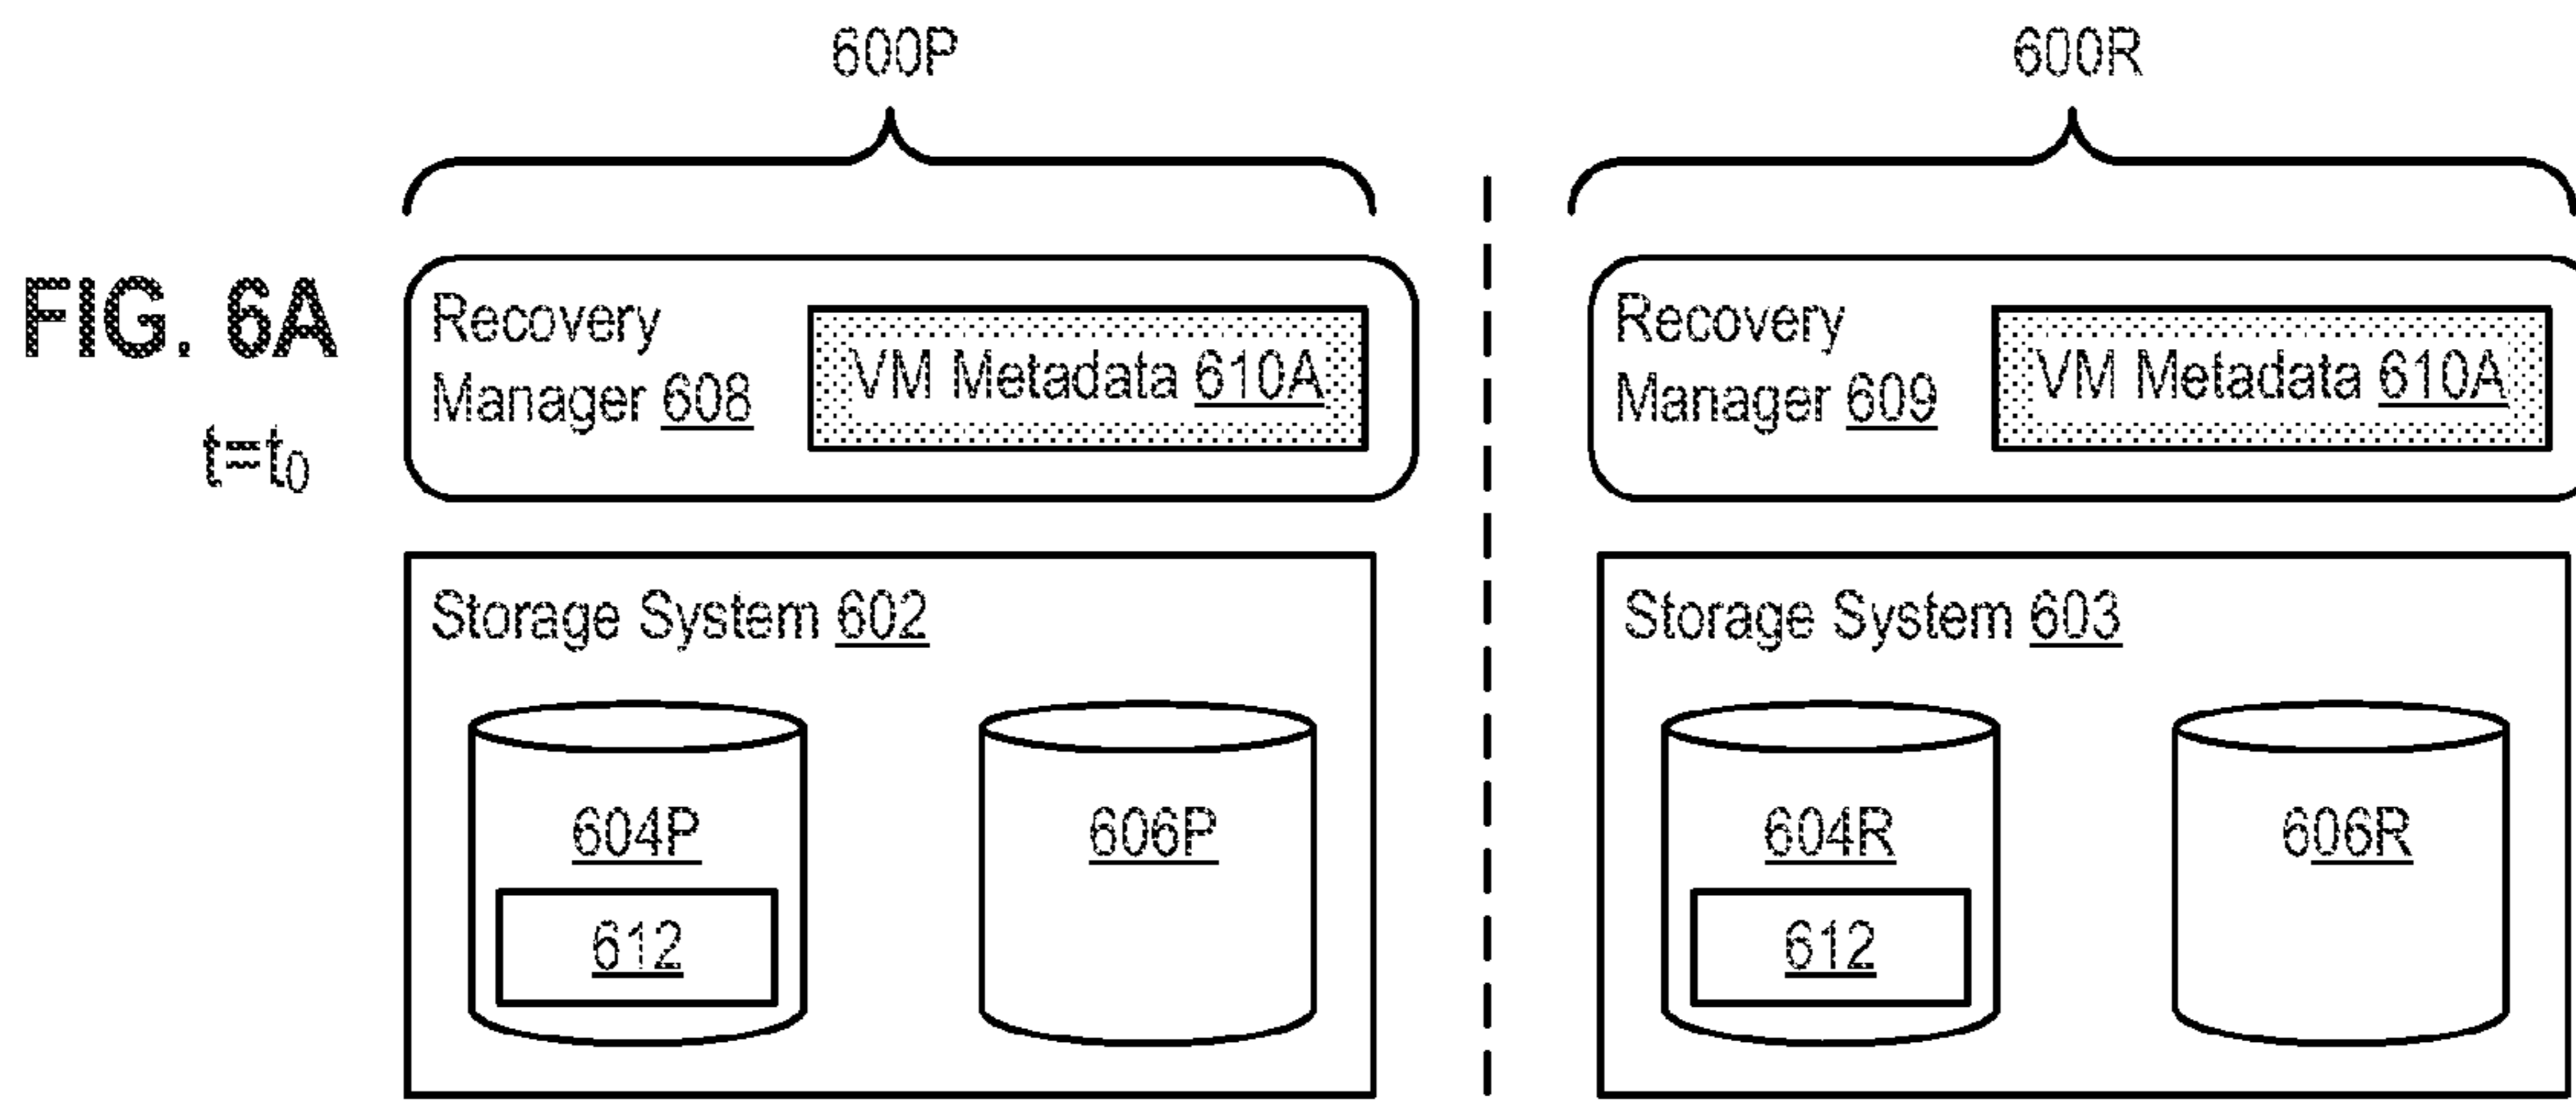 600P
600R
FIG. 6A
t=t0
Recovery
Manager 608
VM Metadata 610A
Recovery
Manager 609
VM Metadata 610A
Storage System 602
604P
606P
612
Storage System 603
604R
606R
612